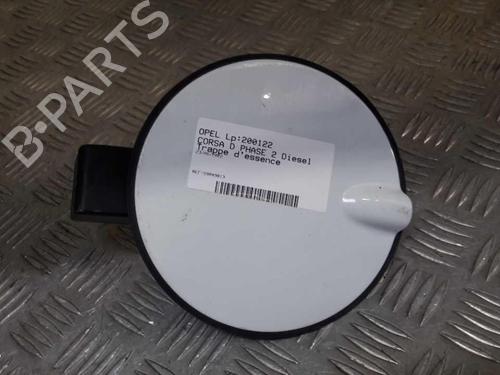 OPEL Lp:200122
CORSA D PHASE 2 Diesel
Trappe d'essence
B-PARTS